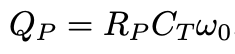 Q_P = R_P C_T ω_0.